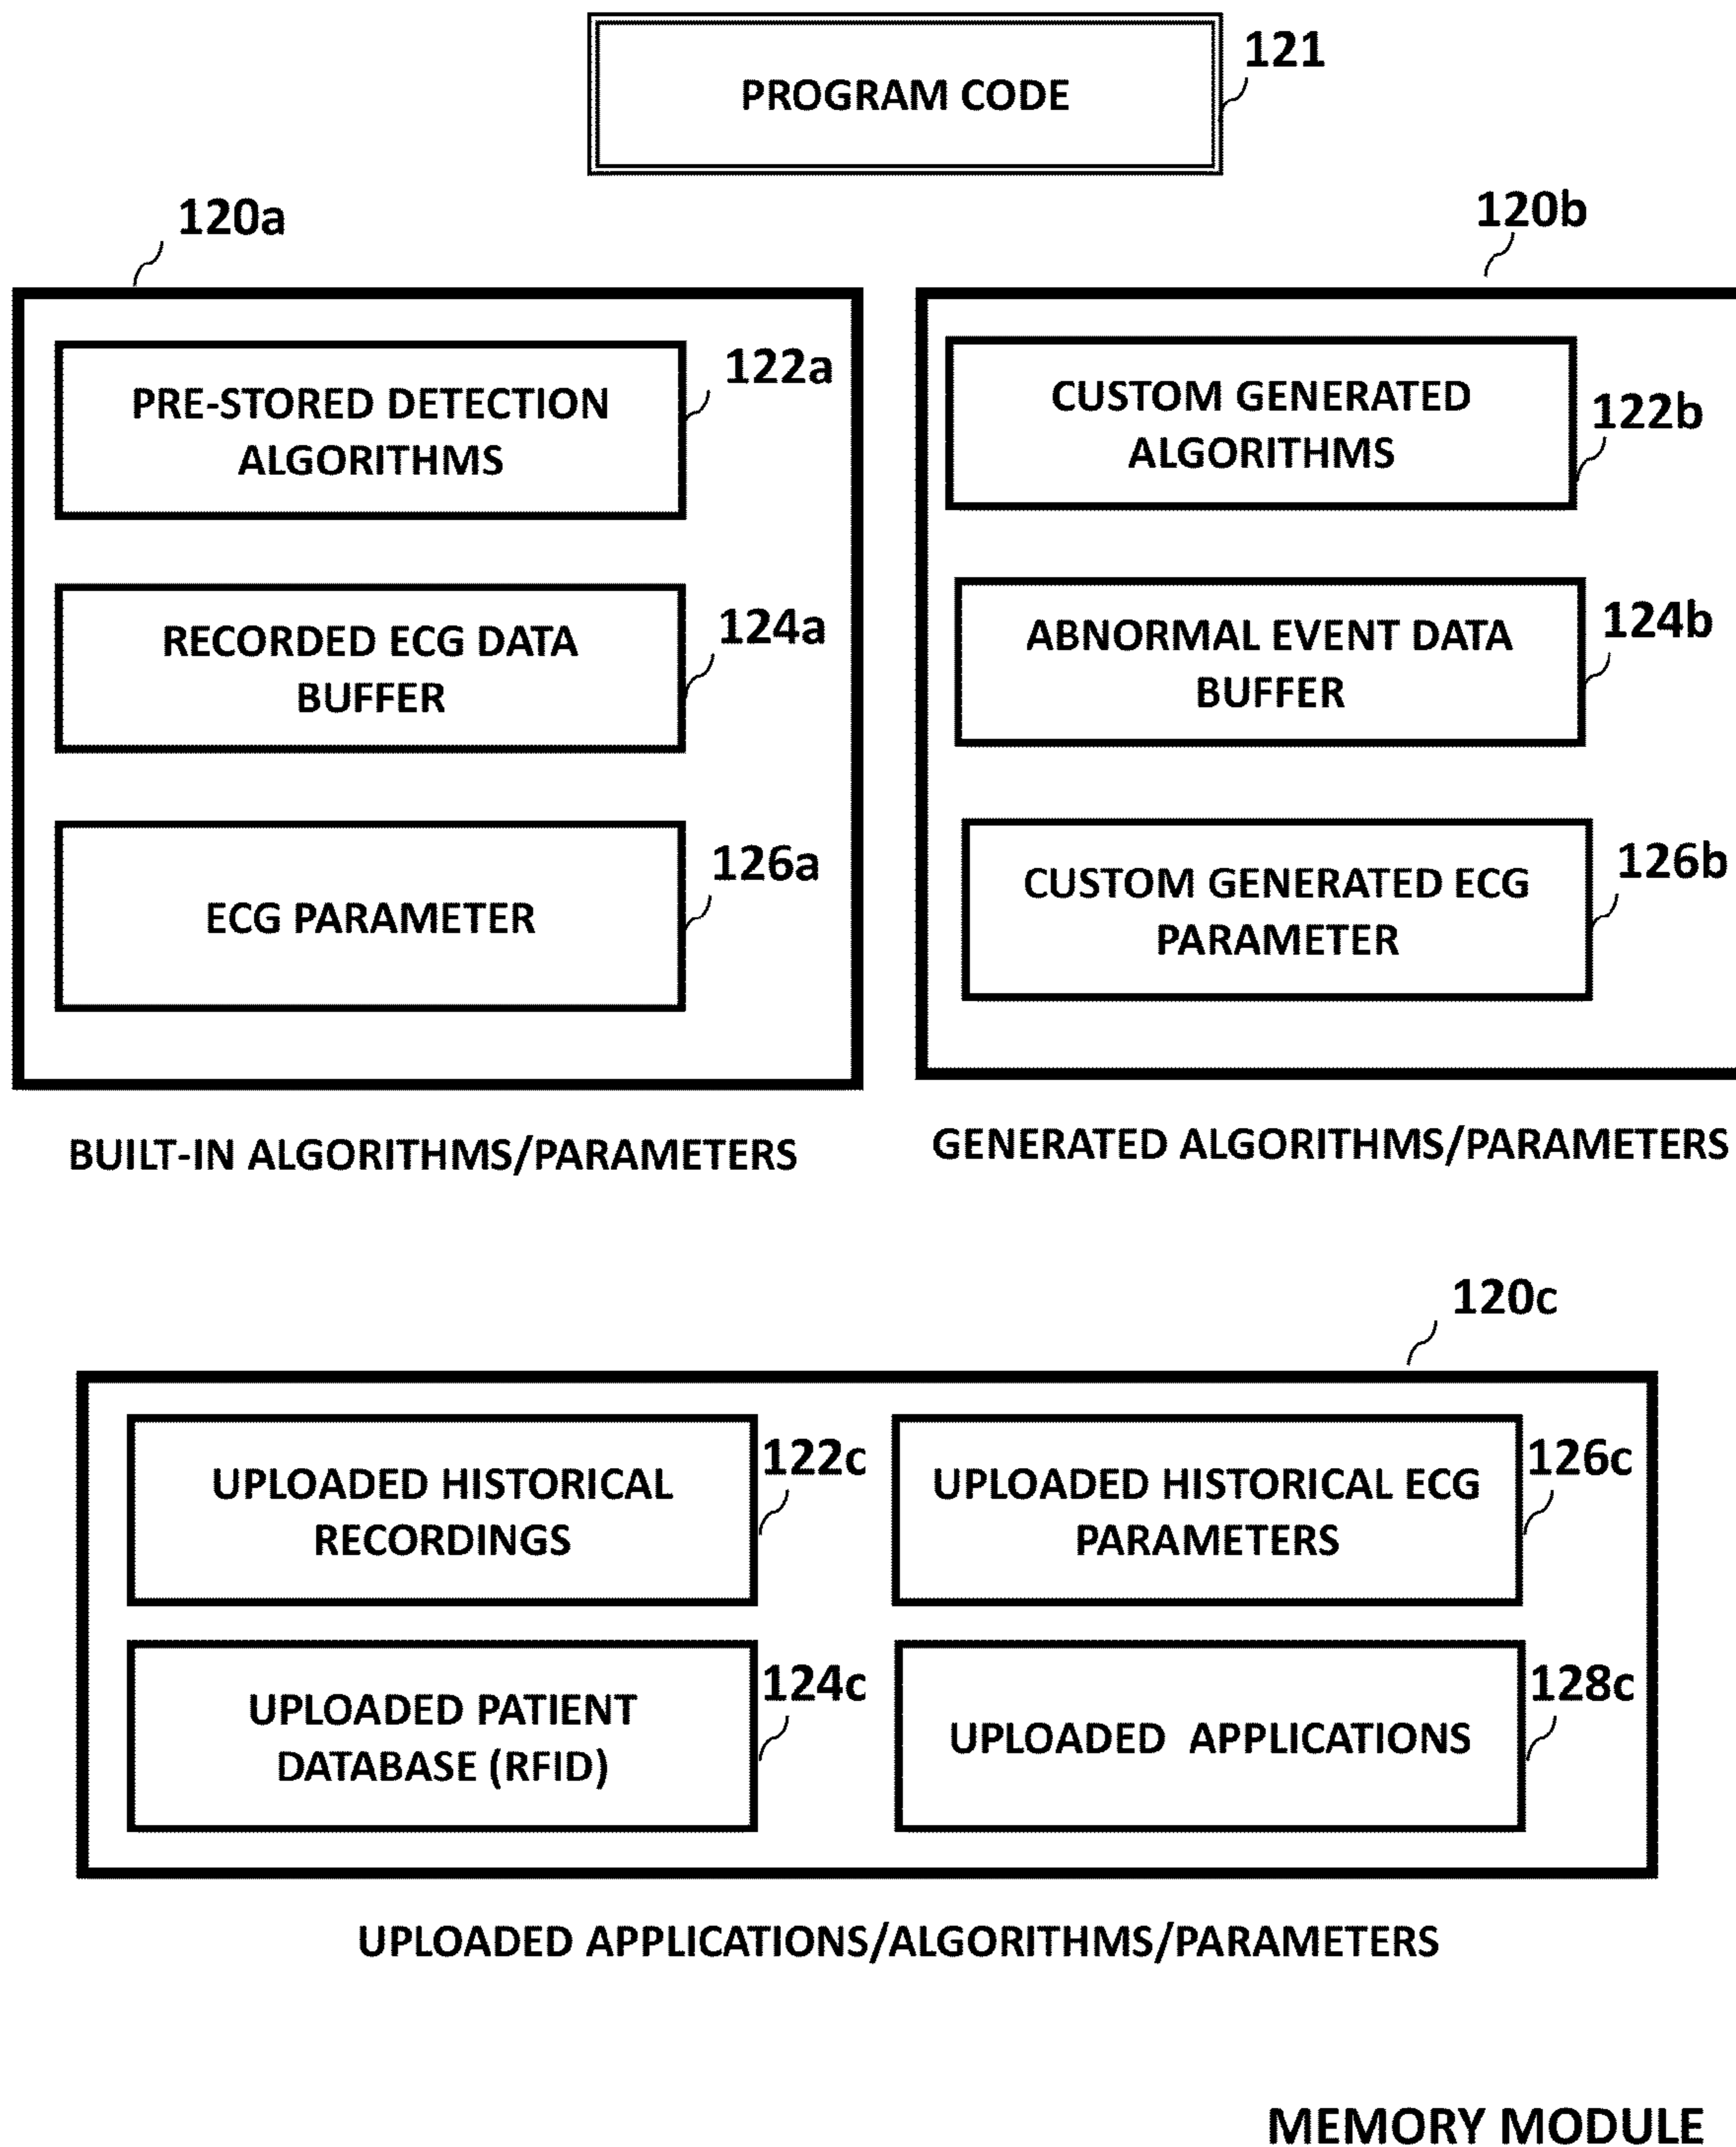 PROGRAM CODE
121
120a
120b
PRE-STORED DETECTION
ALGORITHMS
122a
CUSTOM GENERATED
ALGORITHMS
122b
RECORDED ECG DATA
BUFFER
124a
ABNORMAL EVENT DATA
BUFFER
124b
ECG PARAMETER
126a
CUSTOM GENERATED ECG
PARAMETER
126b
BUILT-IN ALGORITHMS/PARAMETERS
GENERATED ALGORITHMS/PARAMETERS
120c
UPLOADED HISTORICAL
RECORDINGS
122c
UPLOADED HISTORICAL ECG
PARAMETERS
126c
UPLOADED PATIENT
DATABASE (RFID)
124c
UPLOADED APPLICATIONS
128c
UPLOADED APPLICATIONS/ALGORITHMS/PARAMETERS
MEMORY MODULE